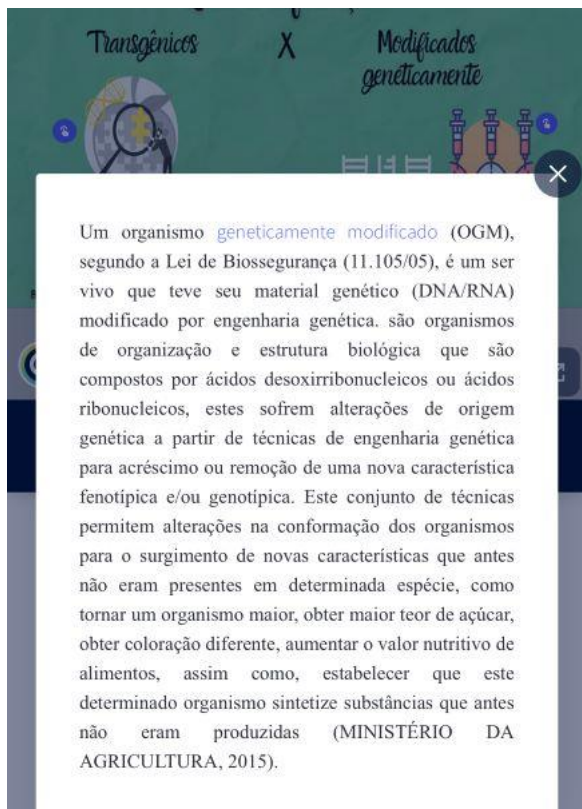 Transgênicos X Modificados
genéticamente
Um organismo geneticamente modificado (OGM),
segundo a Lei de Biossegurança (11.105/05), é um ser
vivo que teve seu material genético (DNA/RNA)
modificado por engenharia genética. são organismos
de organização e estrutura biológica que são
compostos por ácidos desoxirribonucleicos ou ácidos
ribonucleicos, estes sofrem alterações de origem
genética a partir de técnicas de engenharia genética
para acréscimo ou remoção de uma nova característica
fenotípica e/ou genotípica. Este conjunto de técnicas
permitem alterações na conformação dos organismos
para o surgimento de novas características que antes
não eram presentes em determinada espécie, como
tornar um organismo maior, obter maior teor de açúcar,
obter coloração diferente, aumentar o valor nutritivo de
alimentos, assim como, estabelecer que este
determinado organismo sintetize substâncias que antes
não eram produzidas (MINISTÉRIO DA
AGRICULTURA, 2015).